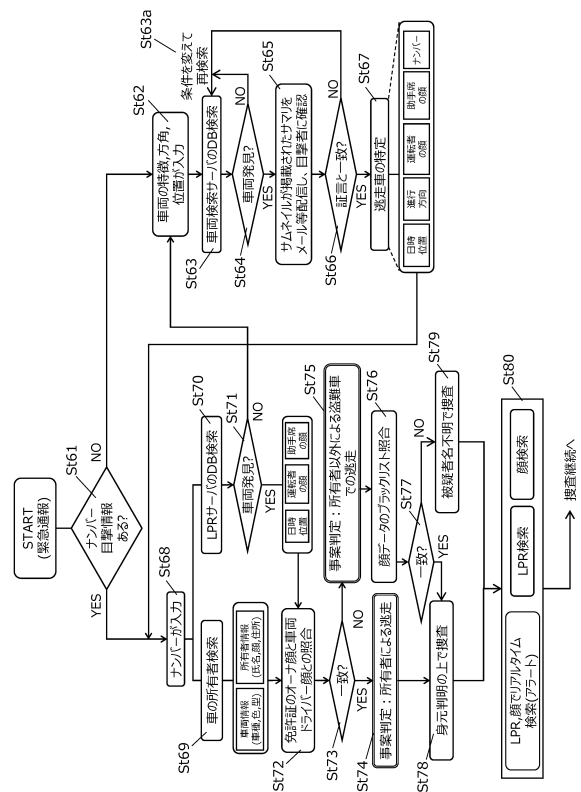 START
(緊急通報)
St61
ナンバー
目撃情報
ある?
YES
NO
St62
車両の特徴,方角,
位置が入力
St63a
条件を変えて
再検索
St63
車両検索サーバのDB検索
St64
車両発見?
NO
YES
St65
サムネイルが掲載されたサマリを
メール等配信し、目撃者に確認
St66
証言を一致?
NO
YES
St67
逃走車の特定
日時
位置
進行
方向
運転者
の顔
助手席
の顔
ナンバー
St68
ナンバーが入力
St69
車の所有者検索
車両情報
(車種,色,型)
所有者情報
(氏名,顔,住所)
St70
LPRサーバのDB検索
St71
車両発見?
NO
YES
日時
位置
運転者
の顔
助手席
の顔
St72
免許証のオーナ顔と車両
ドライバー顔との照合
St73
一致?
NO
YES
St74
事案判定：所有者による逃走
St75
事案判定：所有者以外による盗難車
での逃走
St76
顔データのブラックリスト照合
St77
一致?
NO
YES
St78
身元判明の上で捜査
St79
被疑者名不明で捜査
St80
LPR,顔でリアルタイム
検索(アラート)
LPR検索
顔検索
捜査継続へ